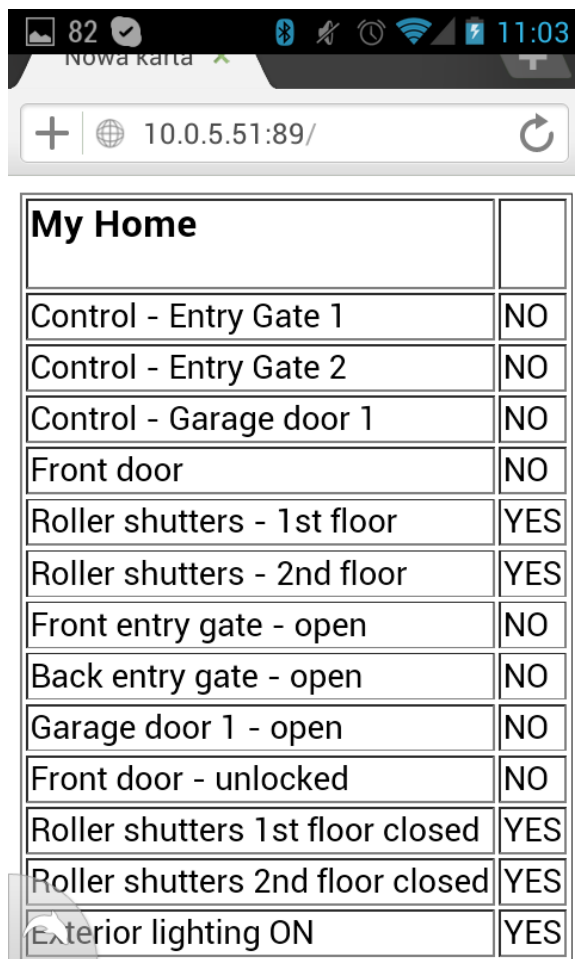 82 11:03
Nowa karta
10.0.5.51:89/
My Home
Control - Entry Gate 1 NO
Control - Entry Gate 2 NO
Control - Garage door 1 NO
Front door NO
Roller shutters - 1st floor YES
Roller shutters - 2nd floor YES
Front entry gate - open NO
Back entry gate - open NO
Garage door 1 - open NO
Front door - unlocked NO
Roller shutters 1st floor closed YES
Roller shutters 2nd floor closed YES
Exterior lighting ON YES